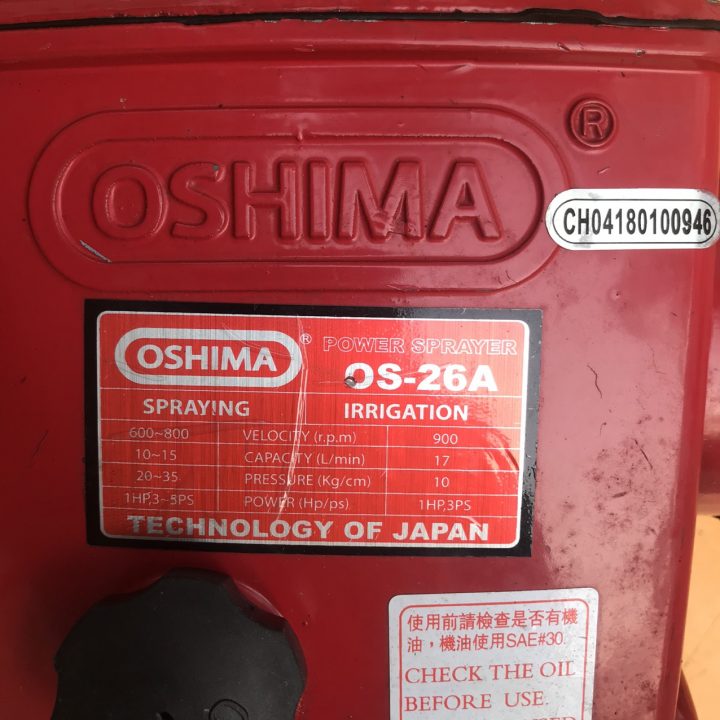 OSHIMA ®
CH04180100946
OSHIMA ® POWER SPRAYER
OS-26A
SPRAYING IRRIGATION
600~800 VELOCITY (r.p.m) 900
10~15 CAPACITY (L/min) 17
20~35 PRESSURE (Kg/cm) 10
1HP,3~5PS POWER (Hp/ps) 1HP,3PS
TECHNOLOGY OF JAPAN
使用前請檢查是否有機
油，機油使用SAE#30.
CHECK THE OIL
BEFORE USE.